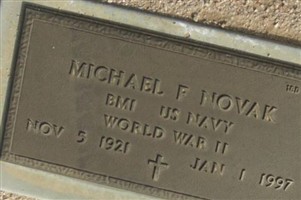 MICHAEL F NOVAK
BM1 US NAVY
WORLD WAR II
NOV 5 1921 JAN 1 1997